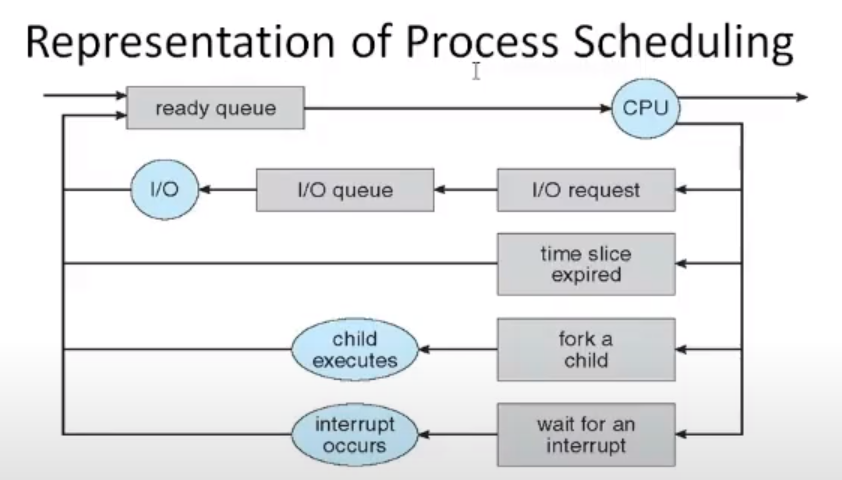 Representation of Process Scheduling
ready queue
CPU
I/O
I/O queue
I/O request
time slice
expired
child
executes
fork a
child
interrupt
occurs
wait for an
interrupt